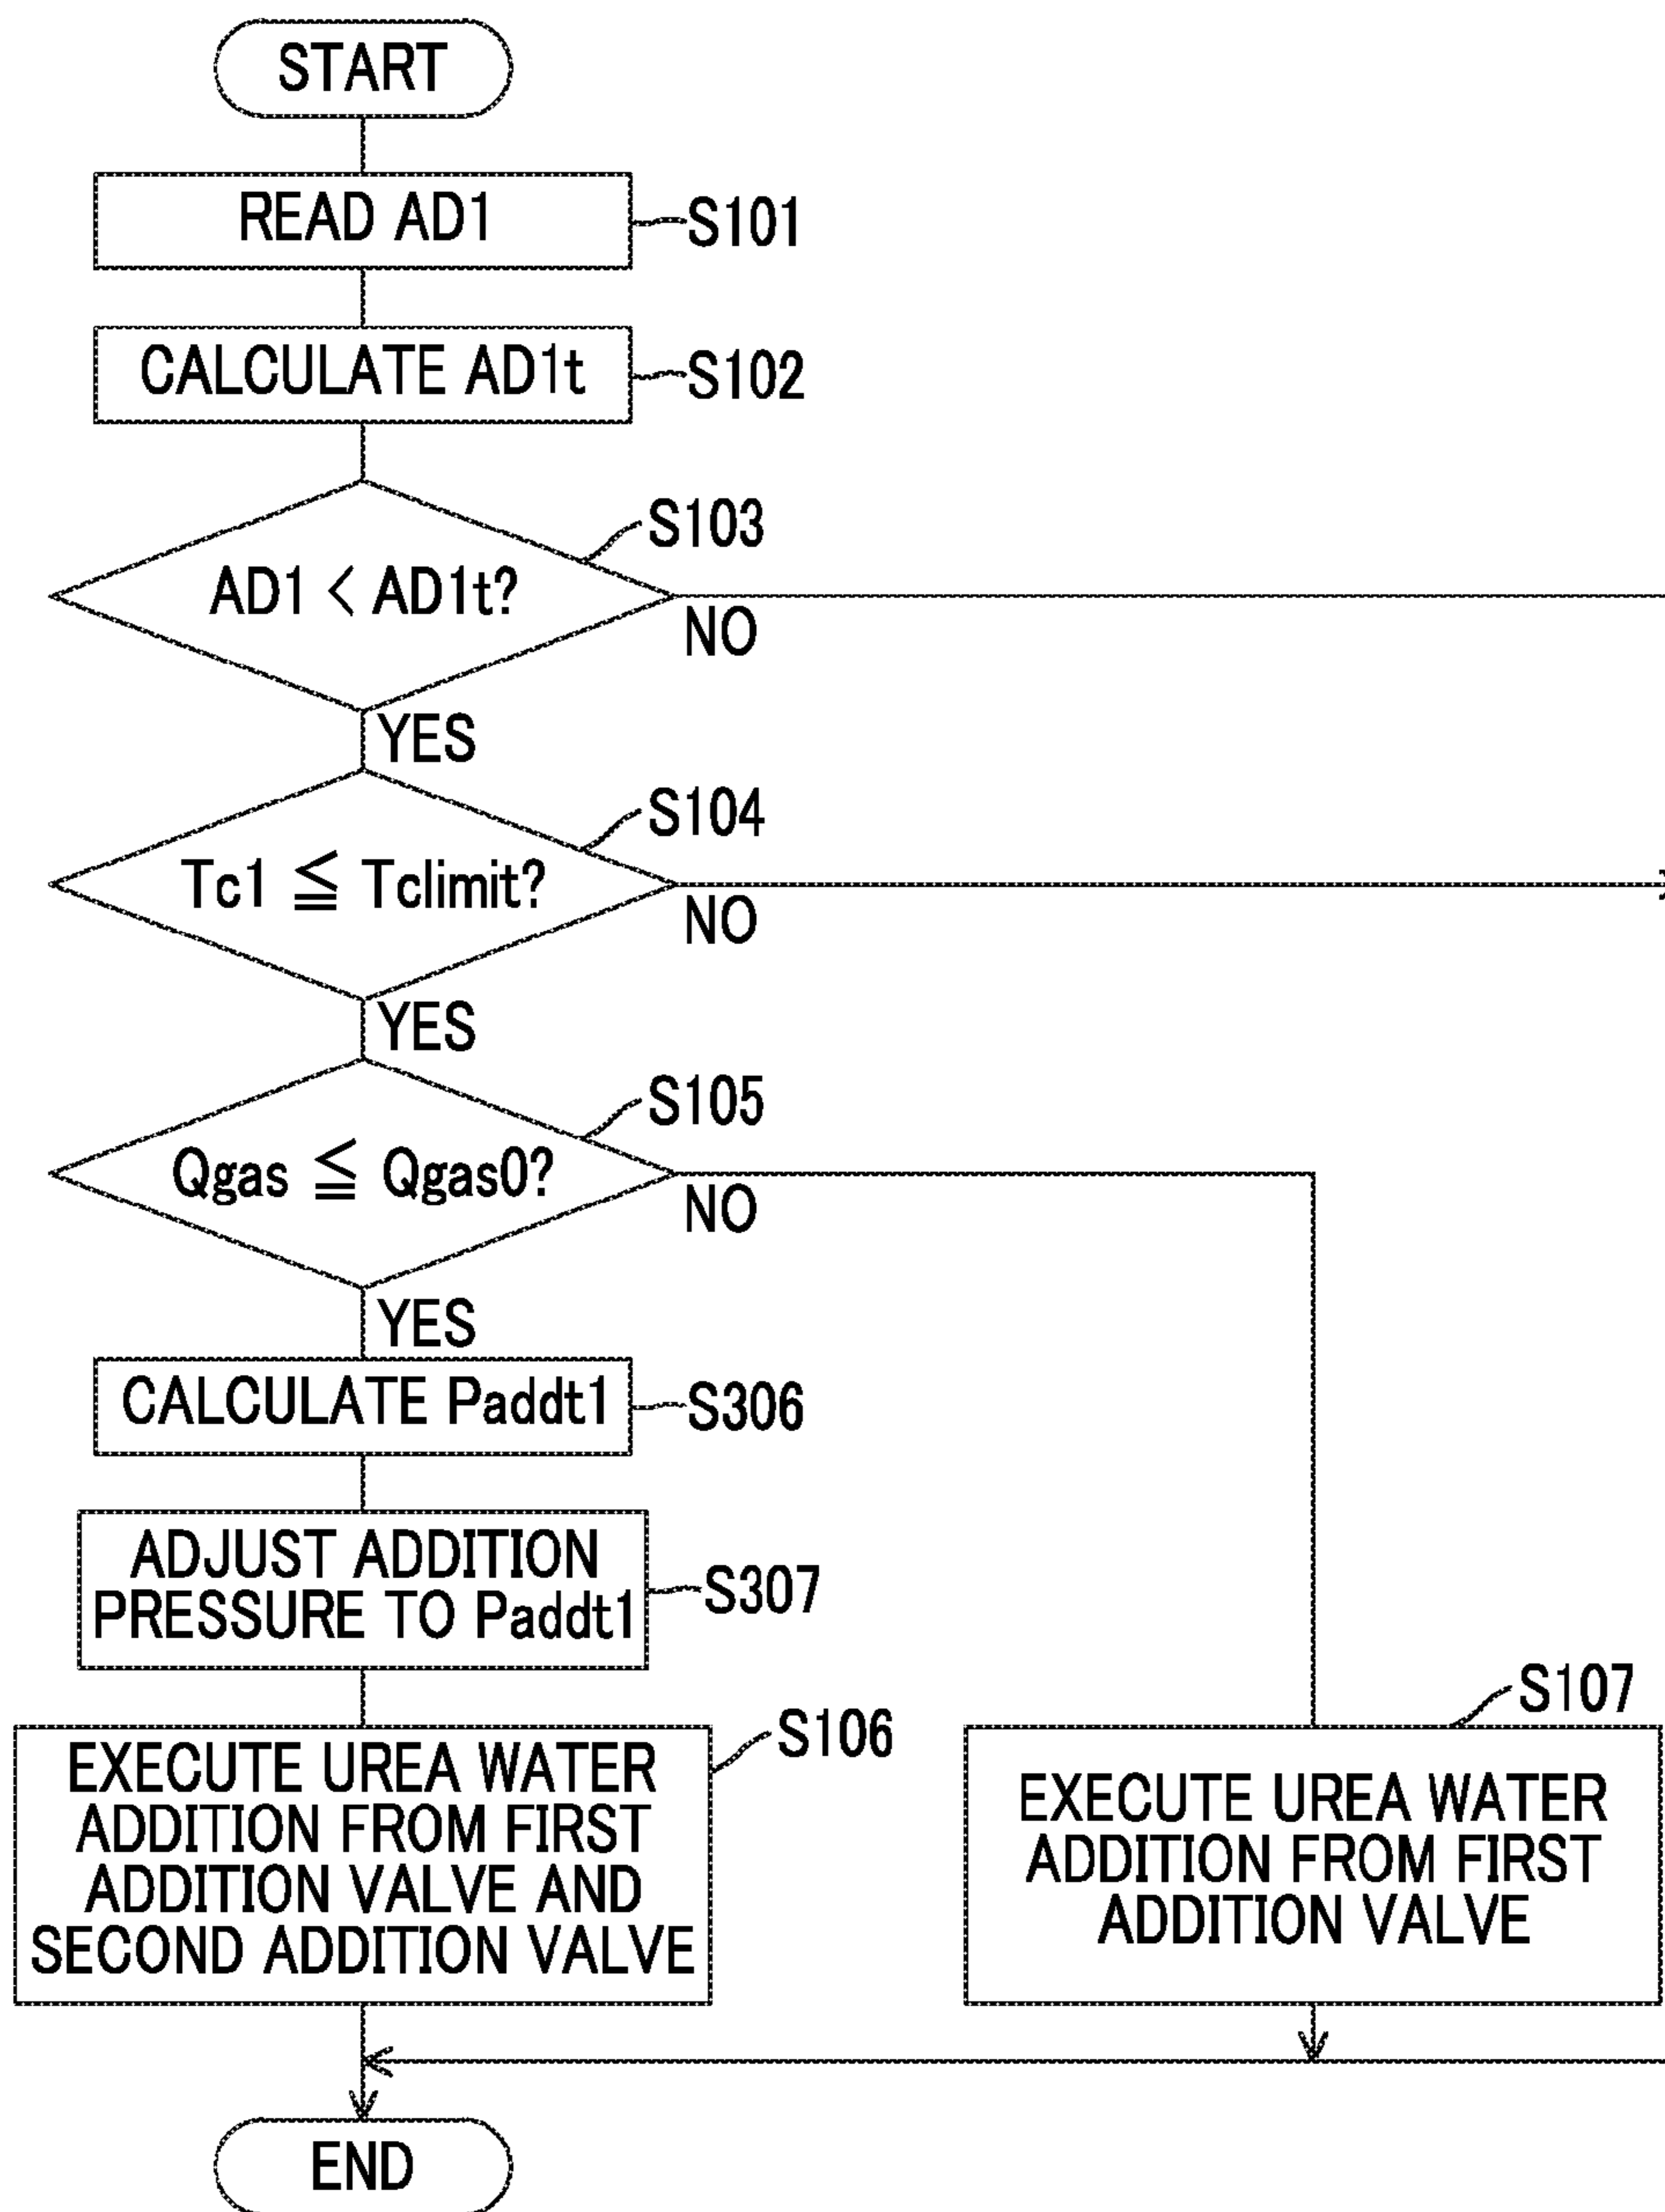 START
READ AD1
S101
CALCULATE AD1t
S102
S103
AD1 < AD1t?
NO
YES
S104
Tc1 ≦ Tclimit?
NO
YES
S105
Qgas ≦ Qgas0?
NO
YES
CALCULATE Paddt1
S306
ADJUST ADDITION
PRESSURE TO Paddt1
S307
S106
EXECUTE UREA WATER
ADDITION FROM FIRST
ADDITION VALVE AND
SECOND ADDITION VALVE
S107
EXECUTE UREA WATER
ADDITION FROM FIRST
ADDITION VALVE
END